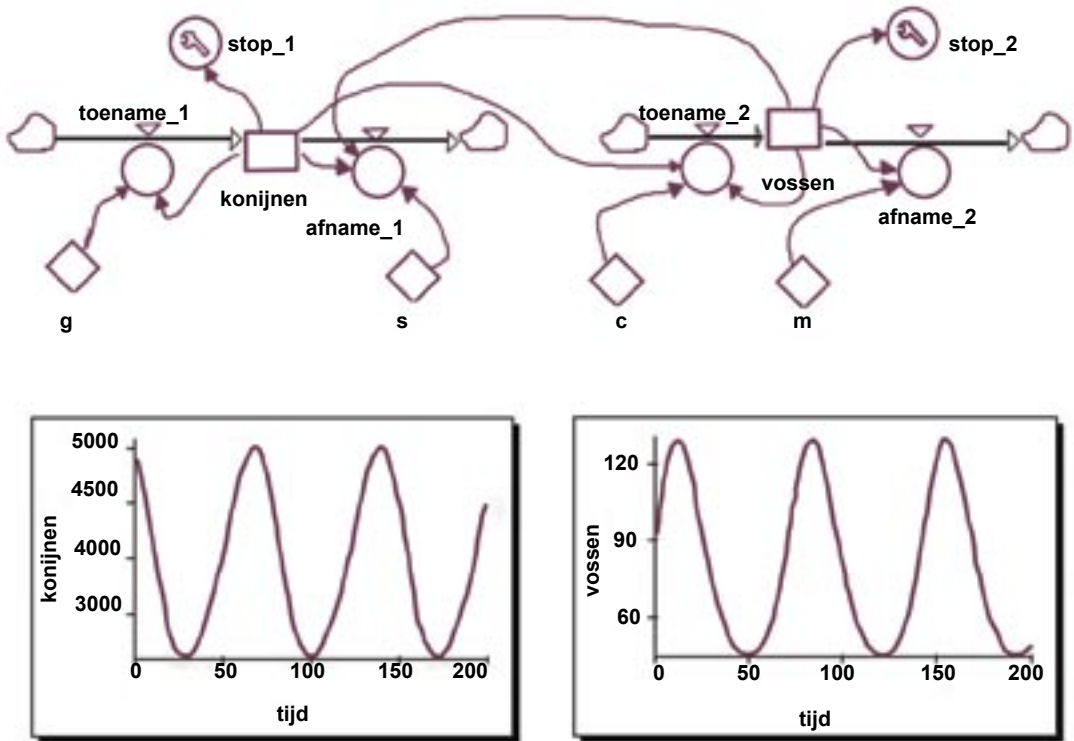 stop_1
stop_2
toename_1
toename_2
konijnen
vossen
afname_1
afname_2
g
s
c
m
5000
4500
4000
3000
konijnen
0
50
100
150
200
tijd
120
90
60
vossen
0
50
100
150
200
tijd